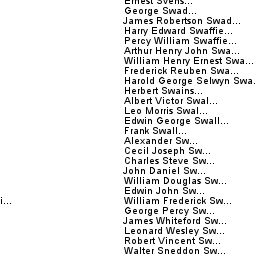 Ernest Svens...
George Swad...
James Robertson Swad...
Harry Edward Swaffie...
Percy William Swaffie...
Arthur Henry John Swa...
William Henry Ernest Swa...
Frederick Reuben Swa...
Harold George Selwyn Swa.
Herbert Swains...
Albert Victor Swal...
Leo Morris Swal...
Edwin George Swall...
Frank Swall...
Alexander Sw...
Cecil Joseph Sw...
Charles Steve Sw...
John Daniel Sw...
William Douglas Sw...
Edwin John Sw...
i... William Frederick Sw...
George Percy Sw...
James Whiteford Sw...
Leonard Wesley Sw...
Robert Vincent Sw...
Walter Sneddon Sw...